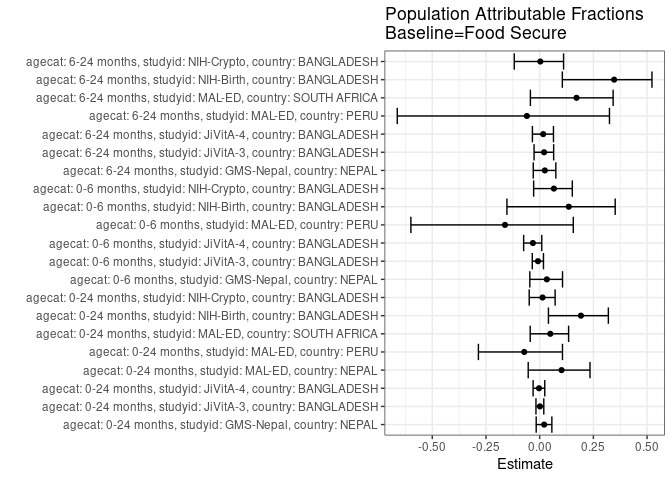 Population Attributable Fractions
Baseline=Food Secure
agecat: 6-24 months, studyid: NIH-Crypto, country: BANGLADESH
agecat: 6-24 months, studyid: NIH-Birth, country: BANGLADESH
agecat: 6-24 months, studyid: MAL-ED, country: SOUTH AFRICA
agecat: 6-24 months, studyid: MAL-ED, country: PERU
agecat: 6-24 months, studyid: JiVitA-4, country: BANGLADESH
agecat: 6-24 months, studyid: JiVitA-3, country: BANGLADESH
agecat: 6-24 months, studyid: GMS-Nepal, country: NEPAL
agecat: 0-6 months, studyid: NIH-Crypto, country: BANGLADESH
agecat: 0-6 months, studyid: NIH-Birth, country: BANGLADESH
agecat: 0-6 months, studyid: MAL-ED, country: PERU
agecat: 0-6 months, studyid: JiVitA-4, country: BANGLADESH
agecat: 0-6 months, studyid: JiVitA-3, country: BANGLADESH
agecat: 0-6 months, studyid: GMS-Nepal, country: NEPAL
agecat: 0-24 months, studyid: NIH-Crypto, country: BANGLADESH
agecat: 0-24 months, studyid: NIH-Birth, country: BANGLADESH
agecat: 0-24 months, studyid: MAL-ED, country: SOUTH AFRICA
agecat: 0-24 months, studyid: MAL-ED, country: PERU
agecat: 0-24 months, studyid: MAL-ED, country: NEPAL
agecat: 0-24 months, studyid: JiVitA-4, country: BANGLADESH
agecat: 0-24 months, studyid: JiVitA-3, country: BANGLADESH
agecat: 0-24 months, studyid: GMS-Nepal, country: NEPAL
-0.50 -0.25 0.00 0.25 0.50
Estimate